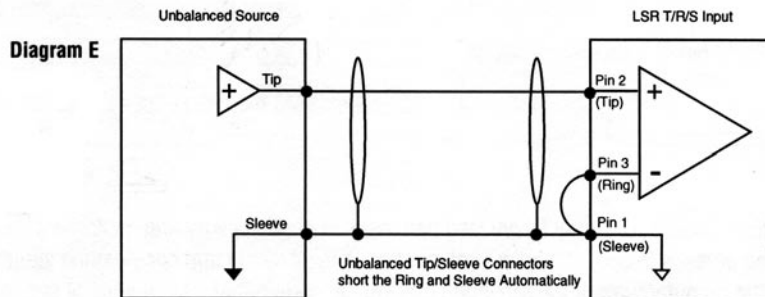 Unbalanced Source
LSR T/R/S Input
Diagram E
Tip
+
Pin 2
(Tip)
+
Pin 3
(Ring)
-
Sleeve
Pin 1
(Sleeve)
Unbalanced Tip/Sleeve Connectors
short the Ring and Sleeve Automatically